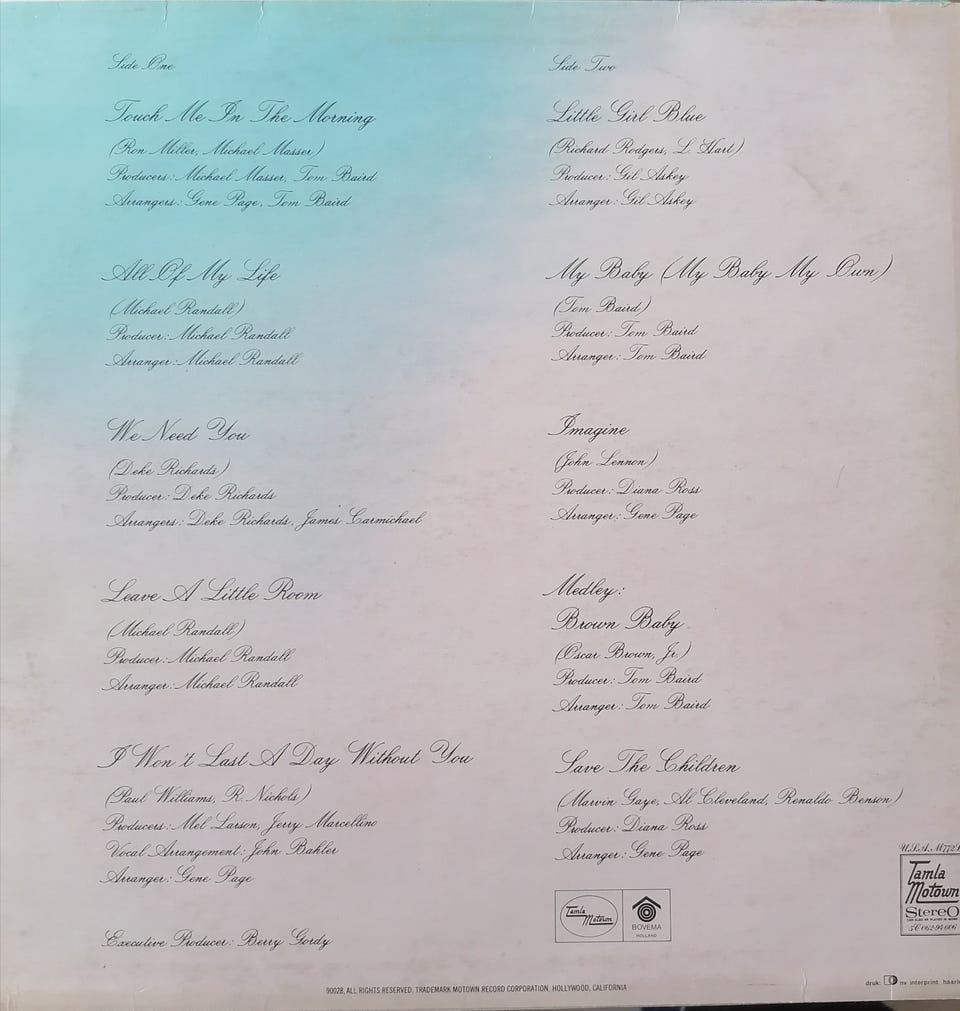 Side One
Touch Me In The Morning
(Ron Miller, Michael Masser)
Producers: Michael Masser, Tom Baird
Arrangers: Gene Page, Tom Baird
All Of My Life
(Michael Randall)
Producer: Michael Randall
Arranger: Michael Randall
We Need You
(Deke Richards)
Producer: Deke Richards
Arrangers: Deke Richards, James Carmichael
Leave A Little Room
(Michael Randall)
Producer: Michael Randall
Arranger: Michael Randall
I Won't Last A Day Without You
(Paul Williams, R. Nichols)
Producers: Mel Larson, Jerry Marcellino
Vocal Arrangement: John Bahler
Arranger: Gene Page
Executive Producer: Berry Gordy
Side Two
Little Girl Blue
(Richard Rodgers, L. Hart)
Producer: Gil Askey
Arranger: Gil Askey
My Baby (My Baby My Own)
(Tom Baird)
Producer: Tom Baird
Arranger: Tom Baird
Imagine
(John Lennon)
Producer: Diana Ross
Arranger: Gene Page
Medley:
Brown Baby
(Oscar Brown, Jr.)
Producer: Tom Baird
Arranger: Tom Baird
Save The Children
(Marvin Gaye, Al Cleveland, Renaldo Benson)
Producer: Diana Ross
Arranger: Gene Page
Tamla
Motown
BOVEMA
HOLLAND
U.S.A. M772
Tamla
Motown
StereO
5C 062-94 606
druk: nv interprint
90028, ALL RIGHTS RESERVED, TRADEMARK MOTOWN RECORD CORPORATION, HOLLYWOOD, CALIFORNIA